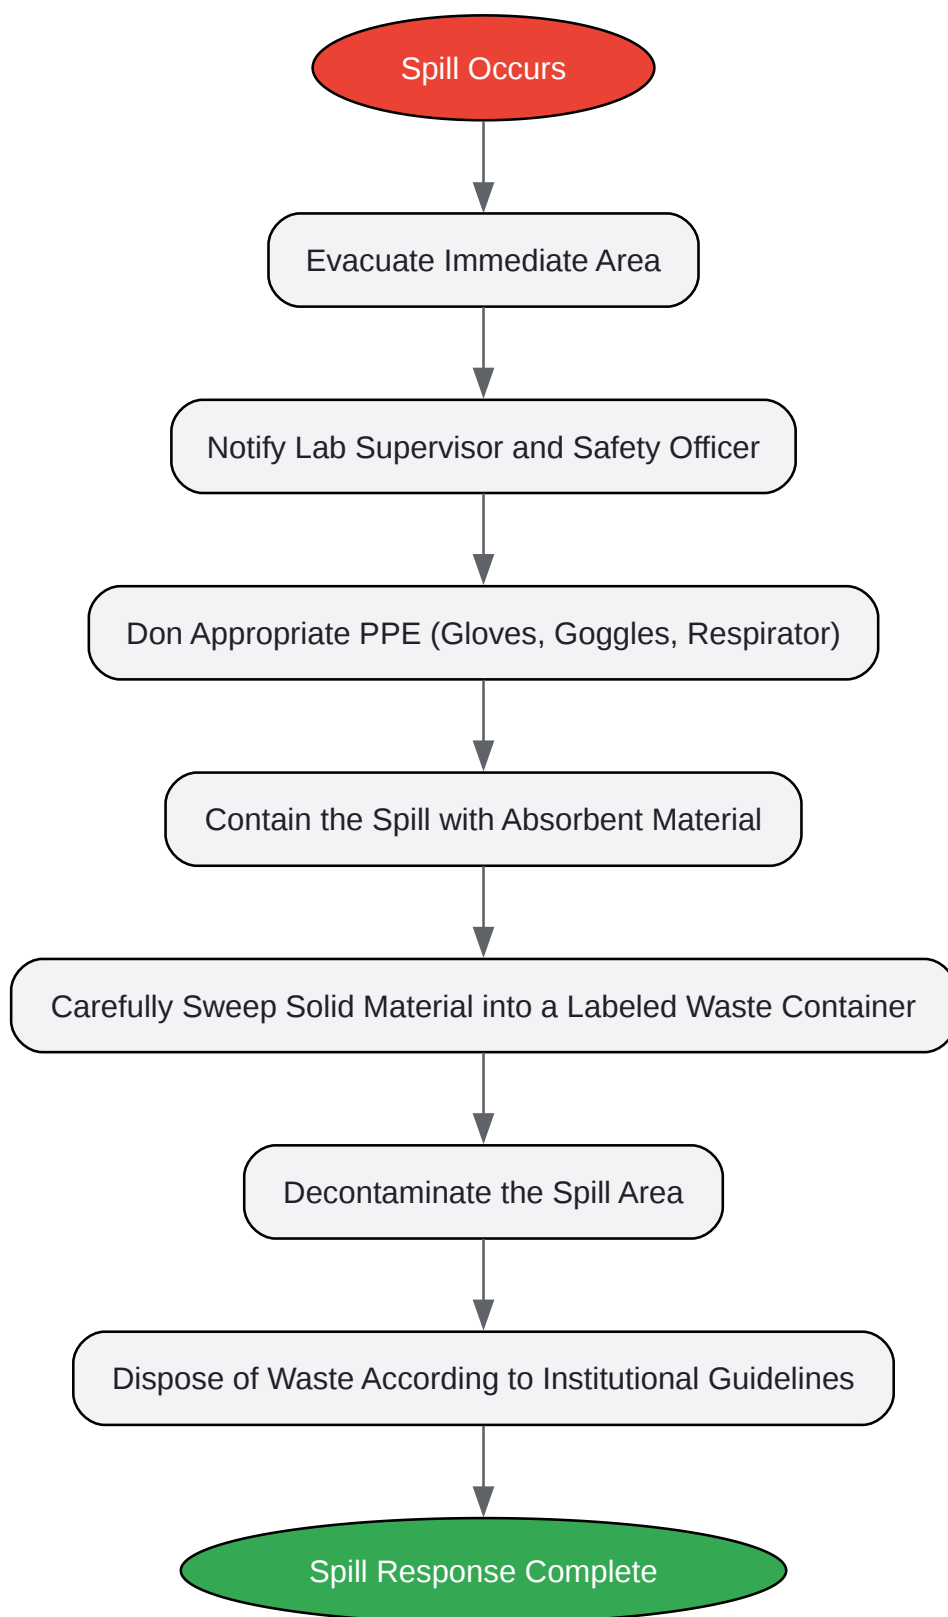 Spill Occurs
Evacuate Immediate Area
Notify Lab Supervisor and Safety Officer
Don Appropriate PPE (Gloves, Goggles, Respirator)
Contain the Spill with Absorbent Material
Carefully Sweep Solid Material into a Labeled Waste Container
Decontaminate the Spill Area
Dispose of Waste According to Institutional Guidelines
Spill Response Complete